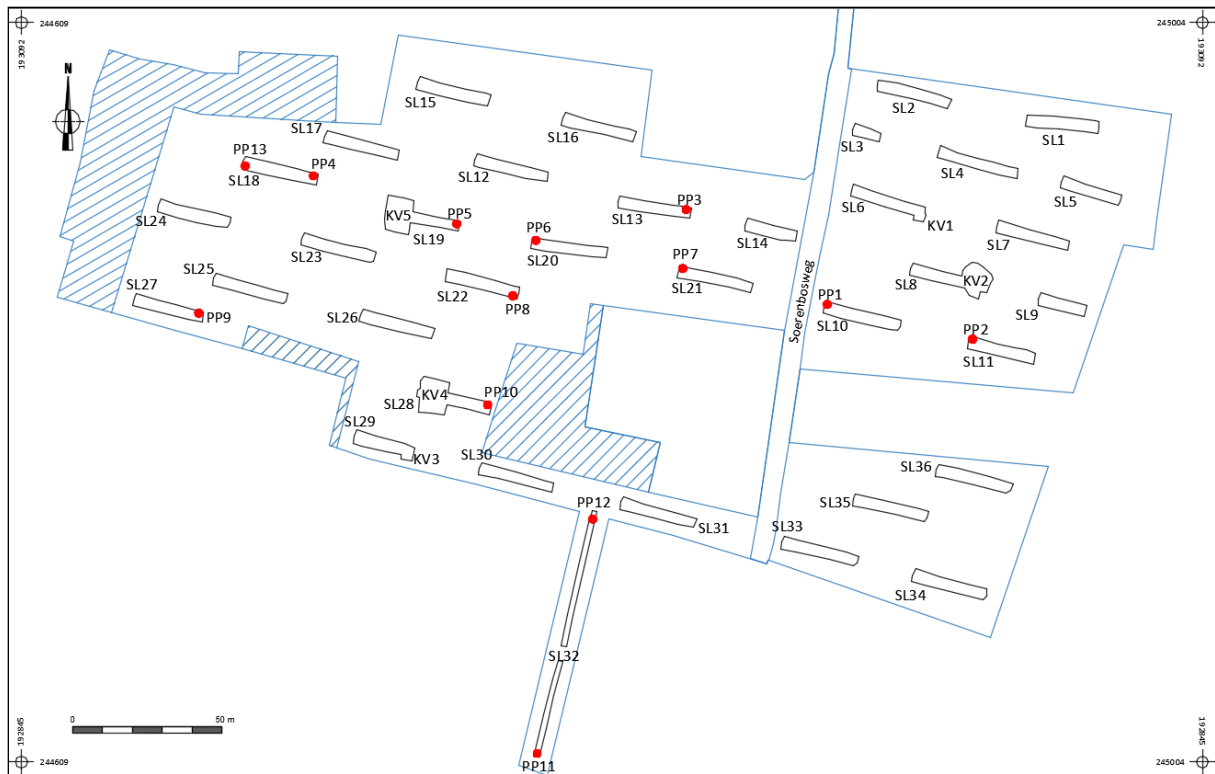 244609
245004
193092
193092
N
SL15
SL2
SL16
SL1
SL17
SL3
PP13
PP4
SL12
SL4
SL18
SL5
SL6
SL13
PP3
SL24
KV5
PP5
KV1
SL14
SL19
PP6
SL7
SL23
SL20
PP7
SL25
SL8
KV2
SL27
SL22
SL21
PP8
PP1
SL9
PP9
SL26
SL10
Soerenbosweg
PP2
SL11
KV4
PP10
SL28
SL29
KV3
SL30
SL36
SL35
PP12
SL31
SL33
SL34
SL32
0
50 m
192845
192845
244609
PP11
245004